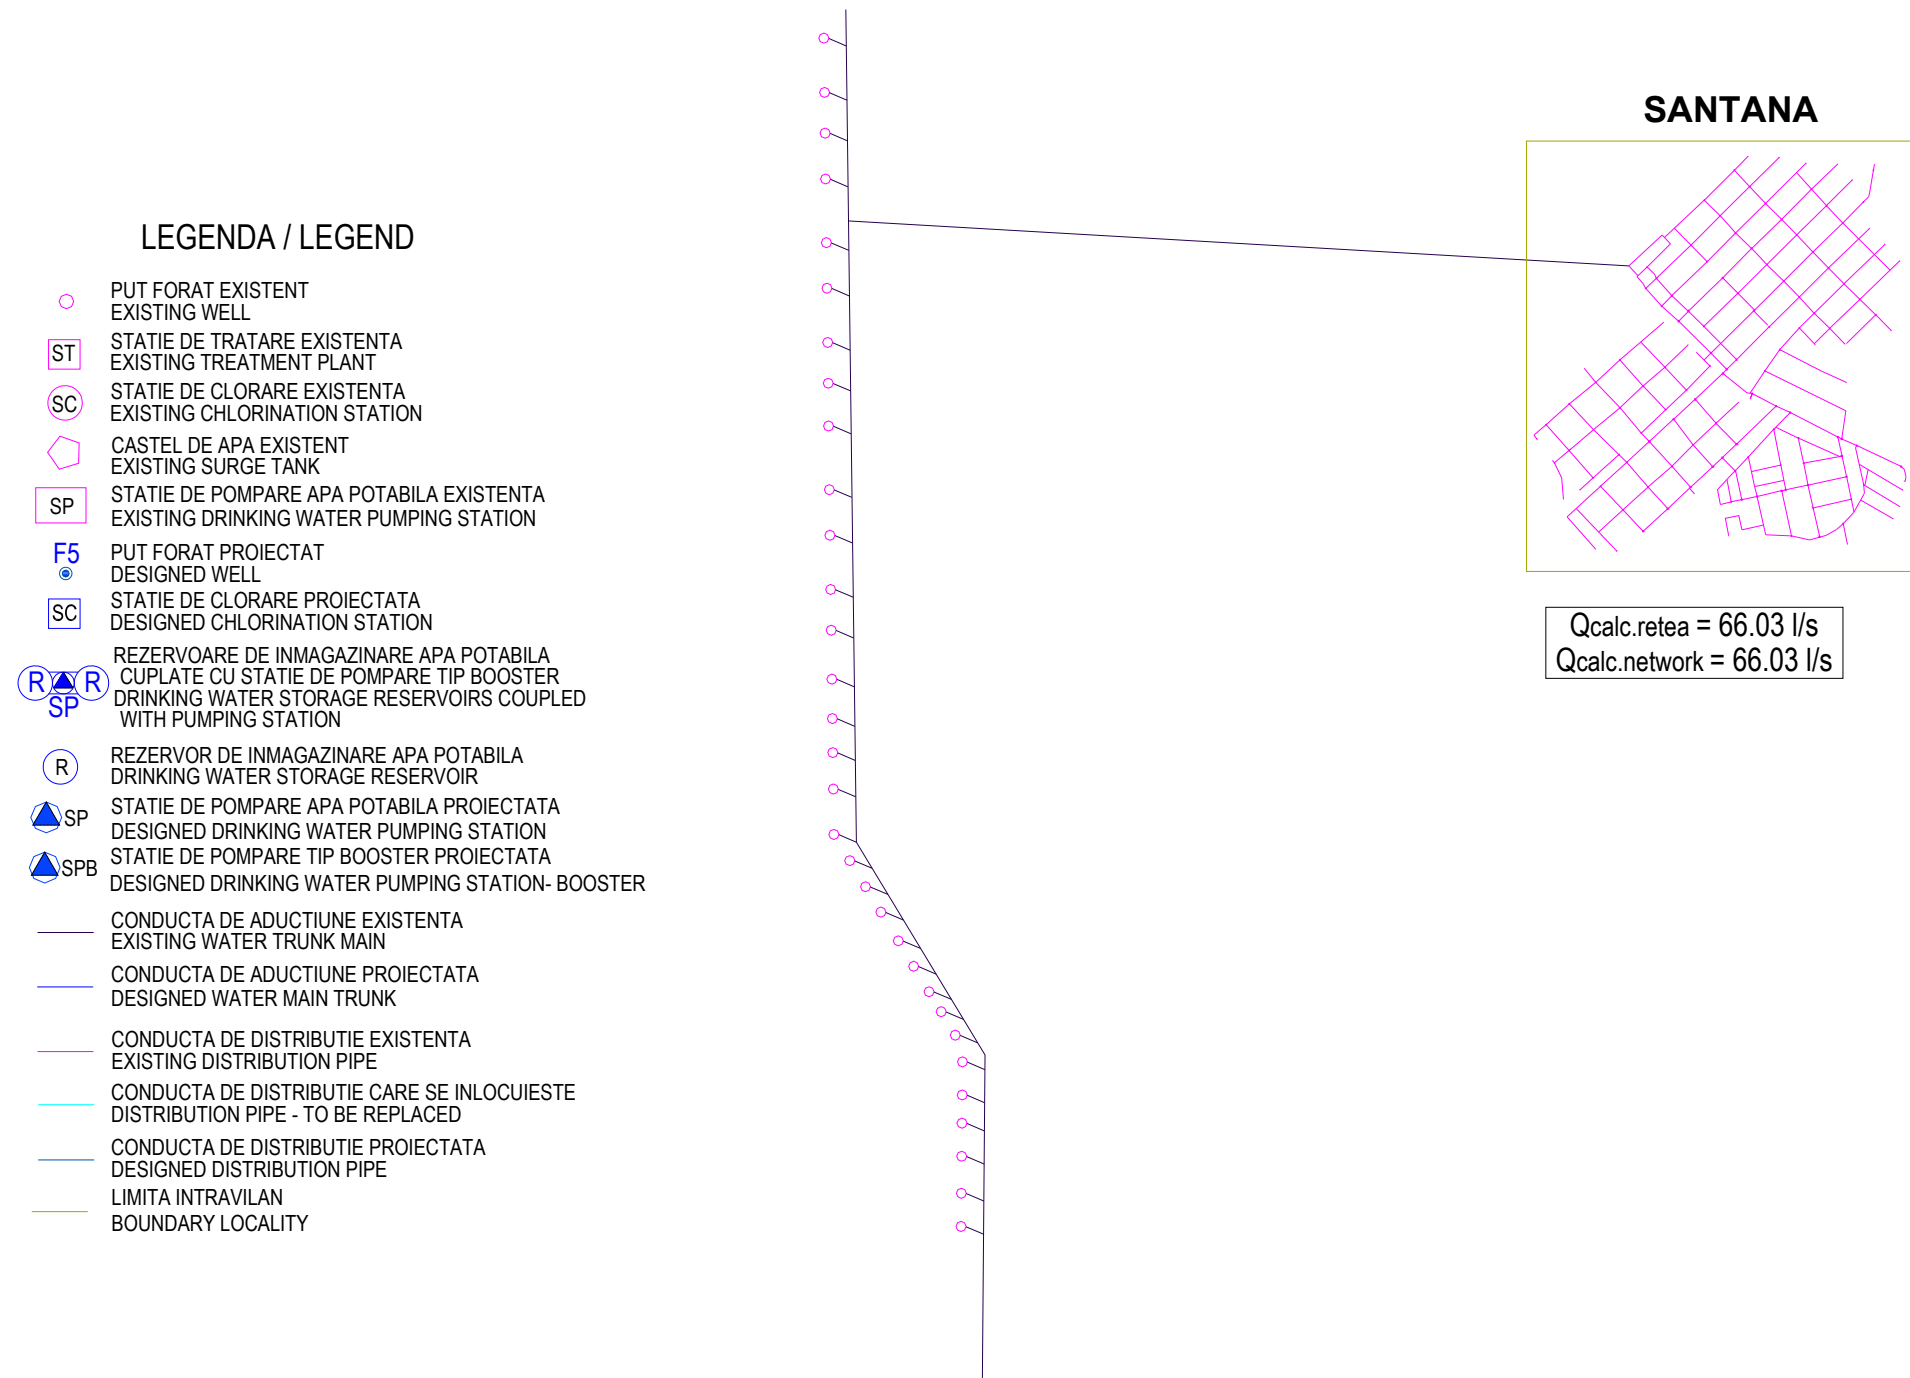 SANTANA
LEGENDA / LEGEND
PUT FORAT EXISTENT
EXISTING WELL
ST
STATIE DE TRATARE EXISTENTA
EXISTING TREATMENT PLANT
SC
STATIE DE CLORARE EXISTENTA
EXISTING CHLORINATION STATION
CASTEL DE APA EXISTENT
EXISTING SURGE TANK
SP
STATIE DE POMPARE APA POTABILA EXISTENTA
EXISTING DRINKING WATER PUMPING STATION
F5
PUT FORAT PROIECTAT
DESIGNED WELL
SC
STATIE DE CLORARE PROIECTATA
DESIGNED CHLORINATION STATION
R R
SP
REZERVOARE DE INMAGAZINARE APA POTABILA
CUPLATE CU STATIE DE POMPARE TIP BOOSTER
DRINKING WATER STORAGE RESERVOIRS COUPLED
WITH PUMPING STATION
R
REZERVOR DE INMAGAZINARE APA POTABILA
DRINKING WATER STORAGE RESERVOIR
SP
STATIE DE POMPARE APA POTABILA PROIECTATA
DESIGNED DRINKING WATER PUMPING STATION
SPB
STATIE DE POMPARE TIP BOOSTER PROIECTATA
DESIGNED DRINKING WATER PUMPING STATION- BOOSTER
CONDUCTA DE ADUCTIUNE EXISTENTA
EXISTING WATER TRUNK MAIN
CONDUCTA DE ADUCTIUNE PROIECTATA
DESIGNED WATER MAIN TRUNK
CONDUCTA DE DISTRIBUTIE EXISTENTA
EXISTING DISTRIBUTION PIPE
CONDUCTA DE DISTRIBUTIE CARE SE INLOCUIESTE
DISTRIBUTION PIPE - TO BE REPLACED
CONDUCTA DE DISTRIBUTIE PROIECTATA
DESIGNED DISTRIBUTION PIPE
LIMITA INTRAVILAN
BOUNDARY LOCALITY
Qcalc.retea = 66.03 l/s
Qcalc.network = 66.03 l/s